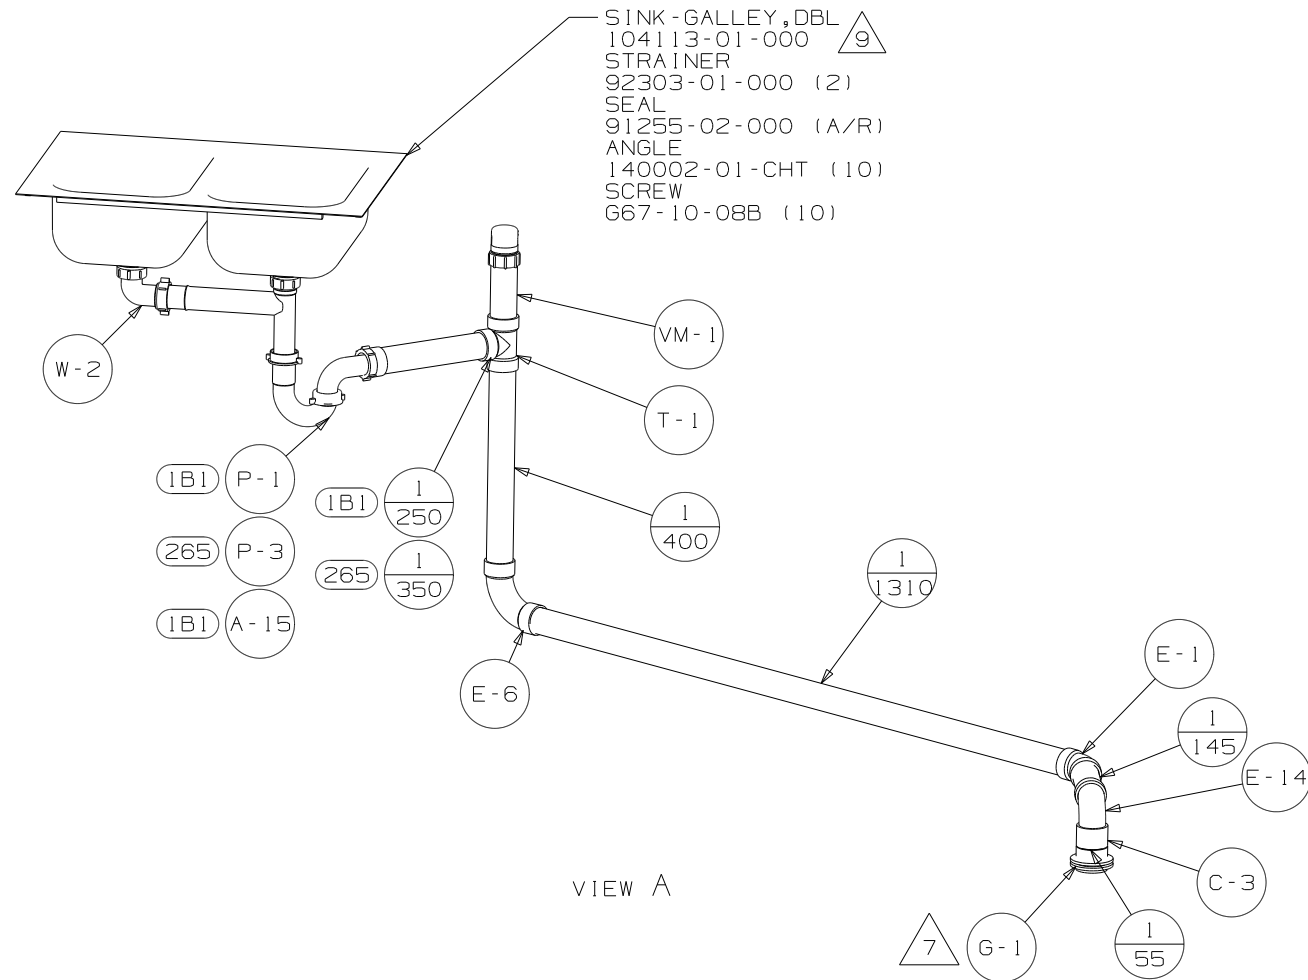 SINK-GALLEY,DBL
104113-01-000
9
STRAINER
92303-01-000 (2)
SEAL
91255-02-000 (A/R)
ANGLE
140002-01-CHT (10)
SCREW
G67-10-08B (10)
VM-1
W-2
T-1
1B1 P-1
1B1 1
250
1
400
265 P-3
265 1
350
1
1310
1B1 A-15
E-6
E-1
1
145
E-14
VIEW A
C-3
7
G-1
1
55